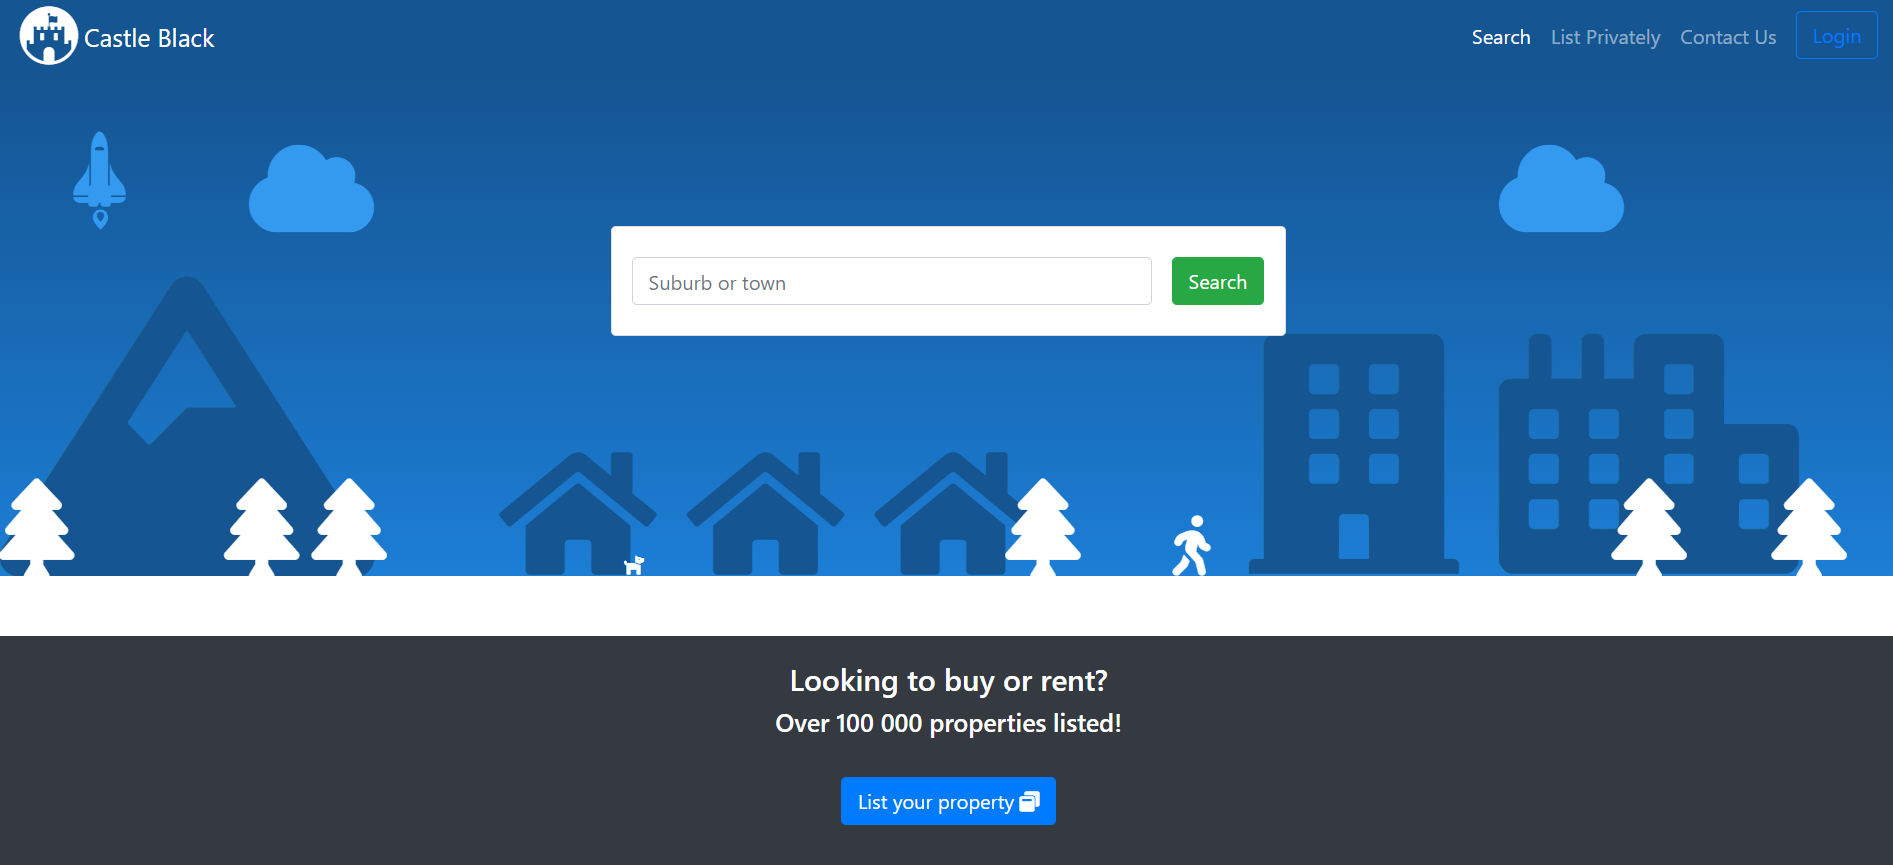 Castle Black
Search
List Privately
Contact Us
Login
Suburb or town
Search
Looking to buy or rent?
Over 100 000 properties listed!
List your property